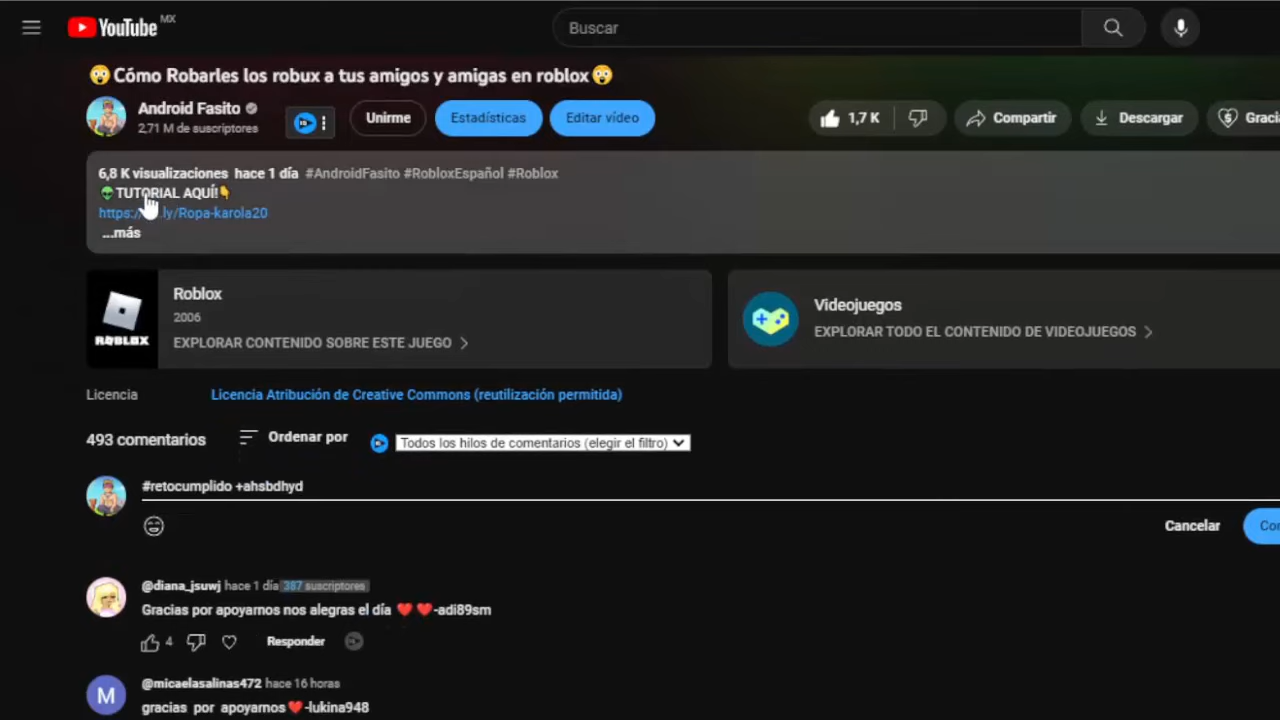 YouTube MX
Buscar
😲Cómo Robarles los robux a tus amigos y amigas en roblox😲
Android Fasito
2,71 M de suscriptores
Unirme
Estadísticas
Editar vídeo
1,7 K
Compartir
Descargar
6,8 K visualizaciones hace 1 día #AndroidFasito #RobloxEspañol #Roblox
👽TUTORIAL AQUÍ!👇
ly/Ropa-karola20
...más
Roblox
2006
EXPLORAR CONTENIDO SOBRE ESTE JUEGO
ROBLOX
Videojuegos
EXPLORAR TODO EL CONTENIDO DE VIDEOJUEGOS
Licencia
Licencia Atribución de Creative Commons (reutilización permitida)
493 comentarios
Ordenar por
Todos los hilos de comentarios (elegir el filtro)
#retocumplido +ahsbdhyd
Cancelar
@diana_jsuwj hace 1 día 387 suscriptores
Gracias por apoyarnos nos alegras el día ❤️ ❤️-adi89sm
4
Responder
M
@micaelasalinas472 hace 16 horas
gracias por apoyarnos❤️-lukina948